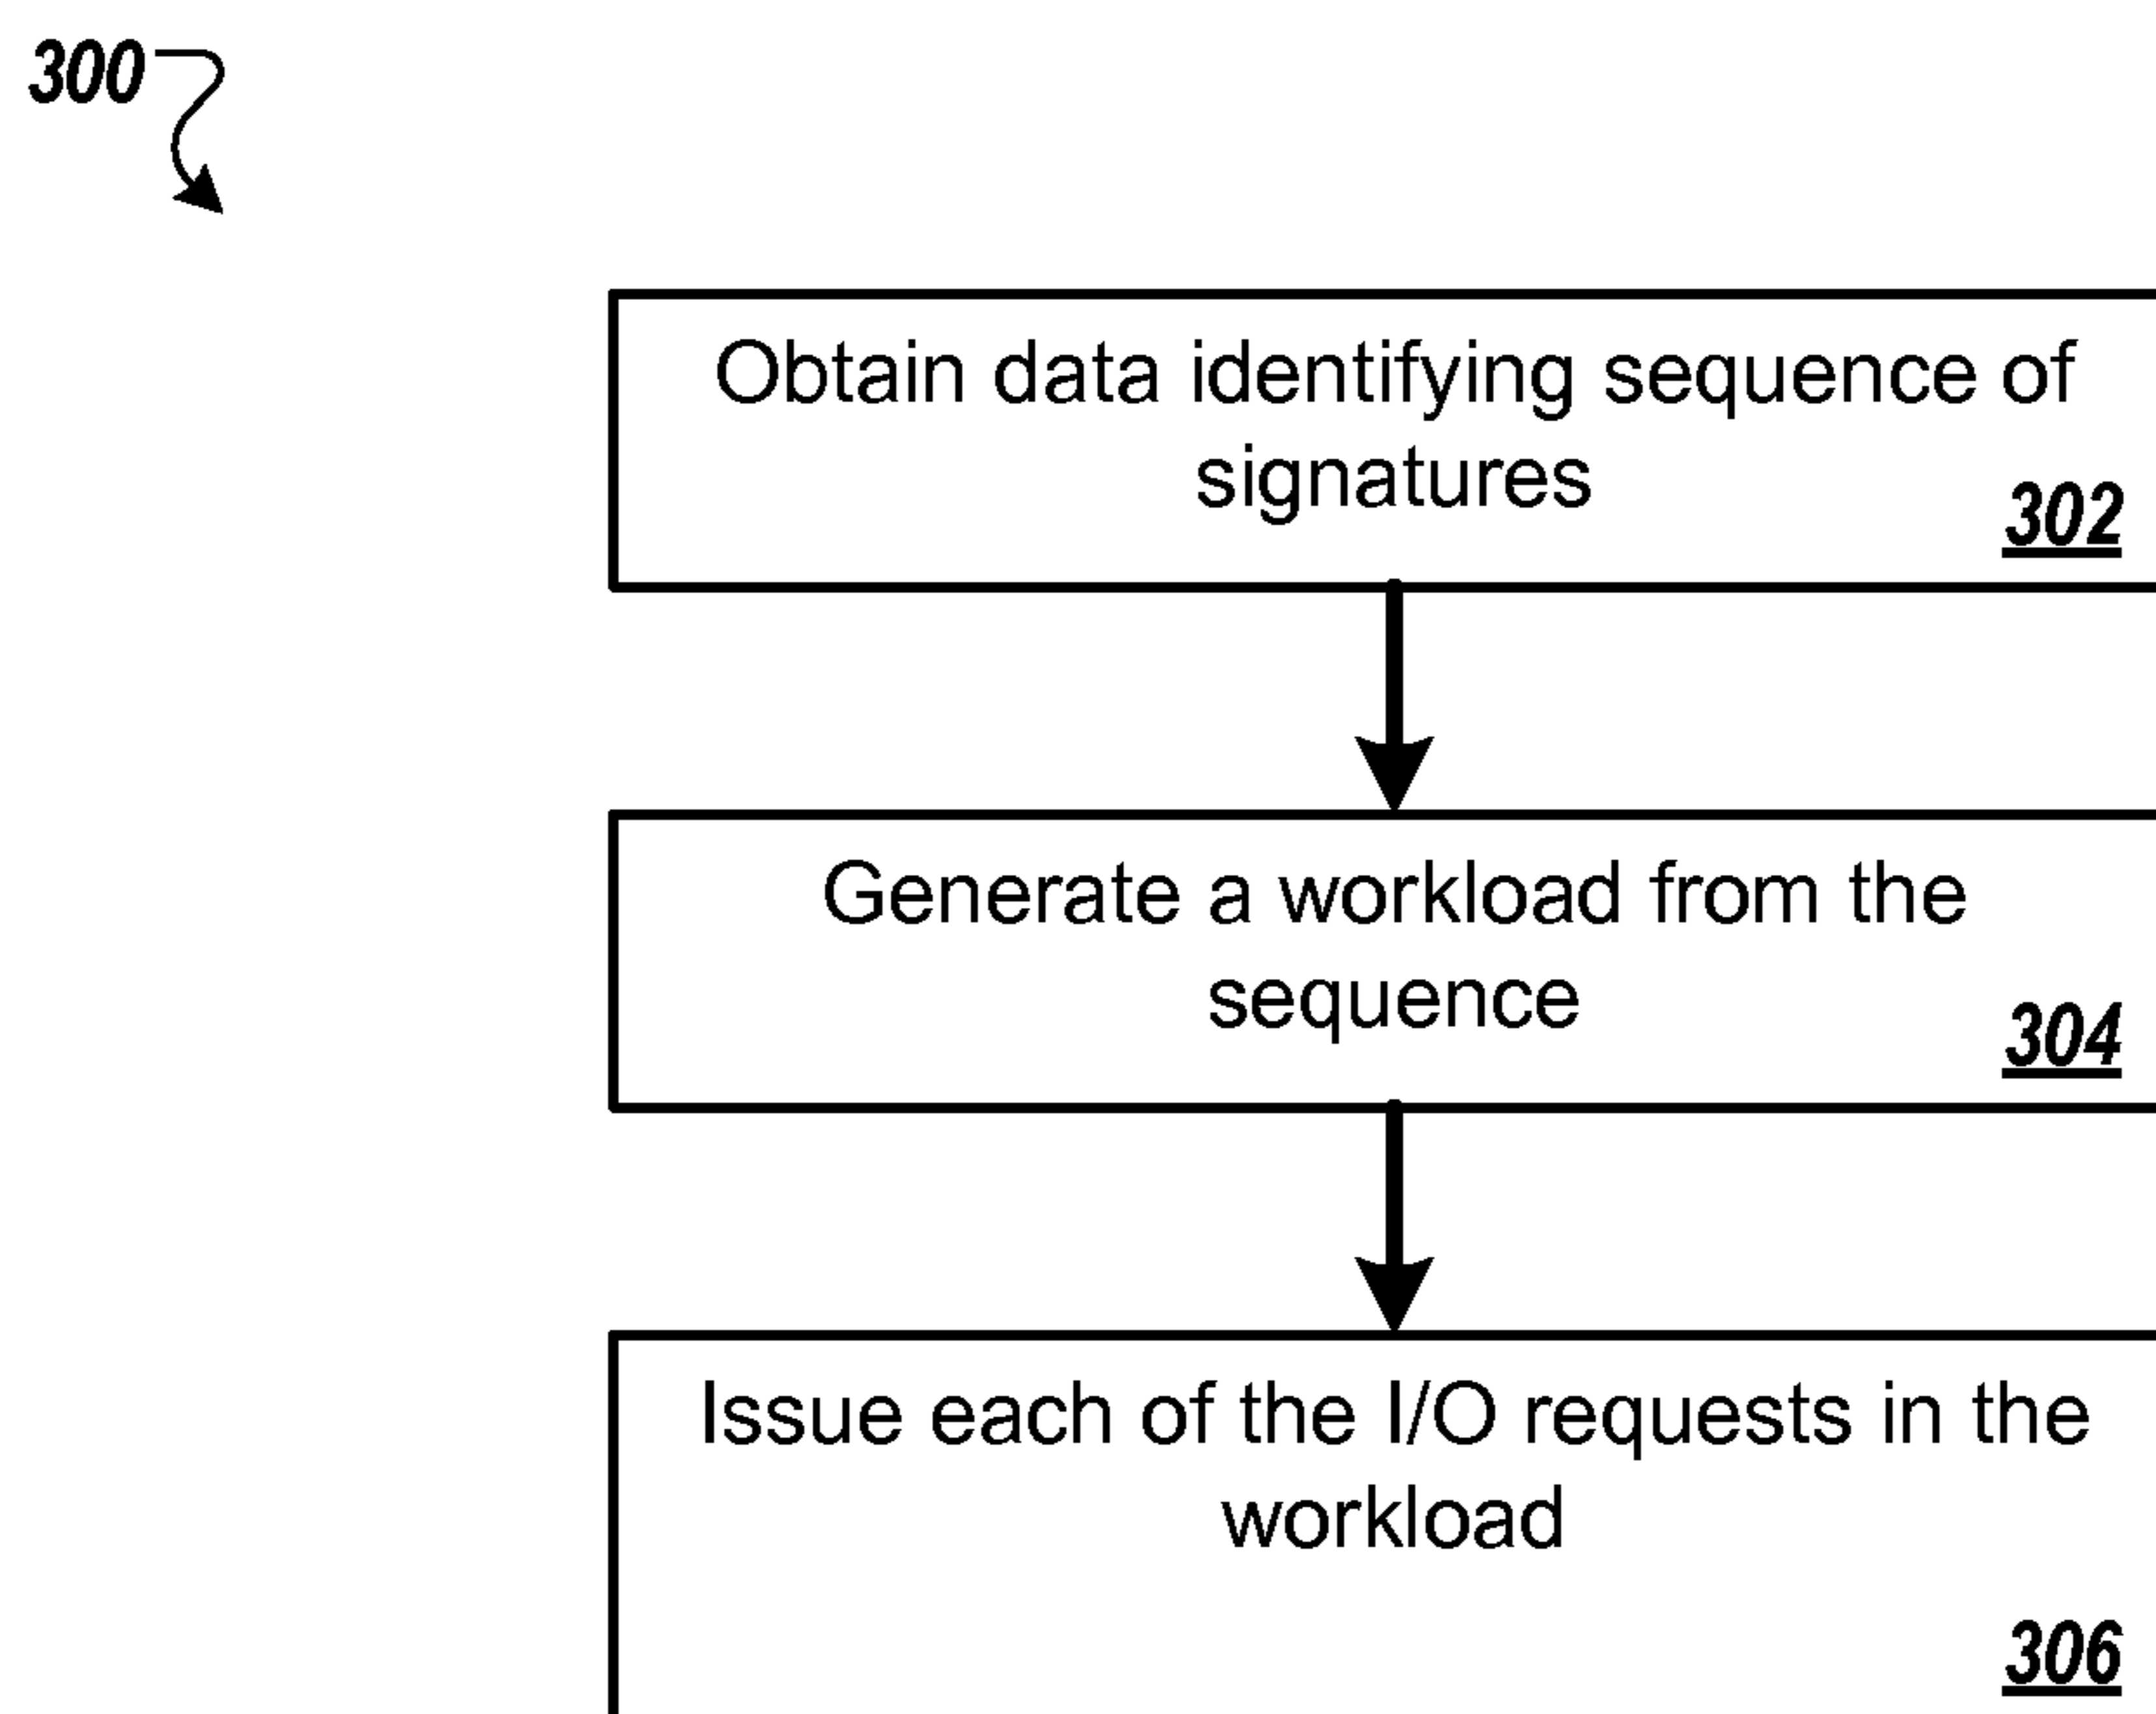 300
Obtain data identifying sequence of
signatures
302
Generate a workload from the
sequence
304
Issue each of the I/O requests in the
workload
306